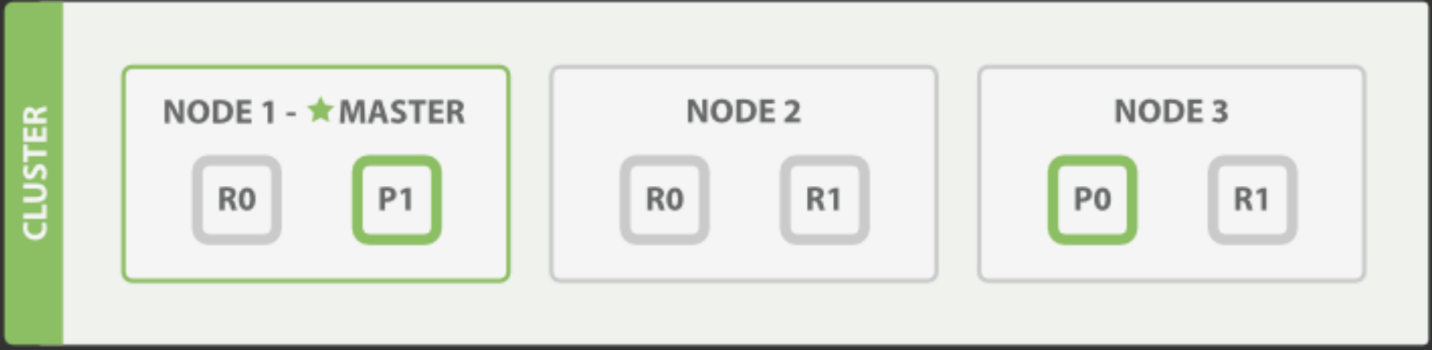 CLUSTER
NODE 1 - ★ MASTER
R0 P1
NODE 2
R0 R1
NODE 3
P0 R1